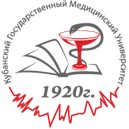 Кубанский Государственный Медицинский Университет
1920г.